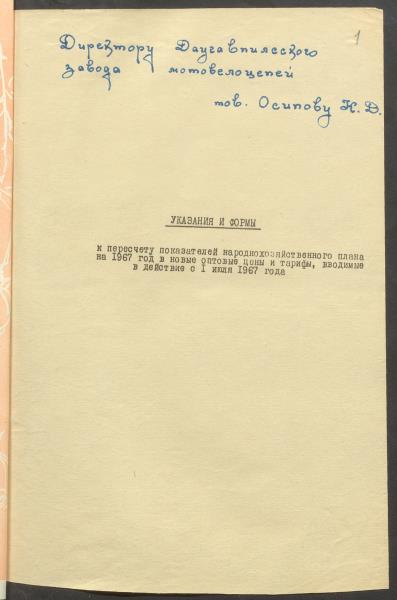 1
Директору Даугавпилсского
завода мотовелоцепей
тов. Осипову Н.Д.
УКАЗАНИЯ И ФОРМЫ
к пересчету показателей народнохозяйственного плана
на 1967 год в новые оптовые цены и тарифы, вводимые
в действие с I июля 1967 года